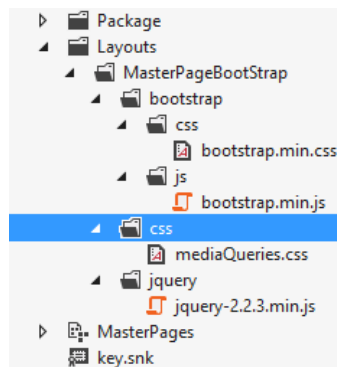 Package
Layouts
MasterPageBootStrap
bootstrap
css
bootstrap.min.css
js
bootstrap.min.js
css
mediaQueries.css
jquery
jquery-2.2.3.min.js
MasterPages
key.snk